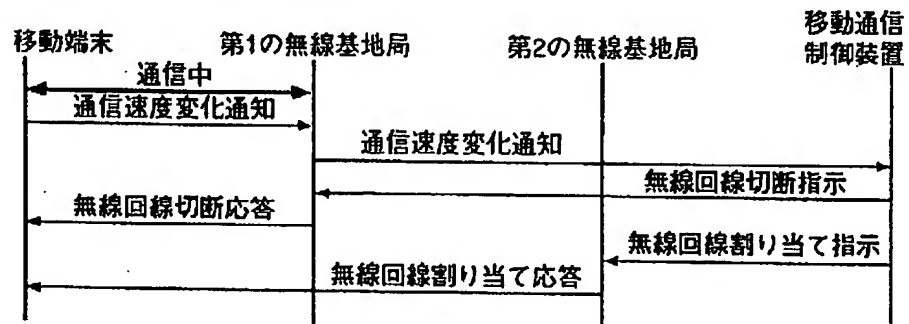 移動端末
第1の無線基地局
第2の無線基地局
移動通信
制御装置
通信中
通信速度変化通知
通信速度変化通知
無線回線切断指示
無線回線切断応答
無線回線割り当て指示
無線回線割り当て応答